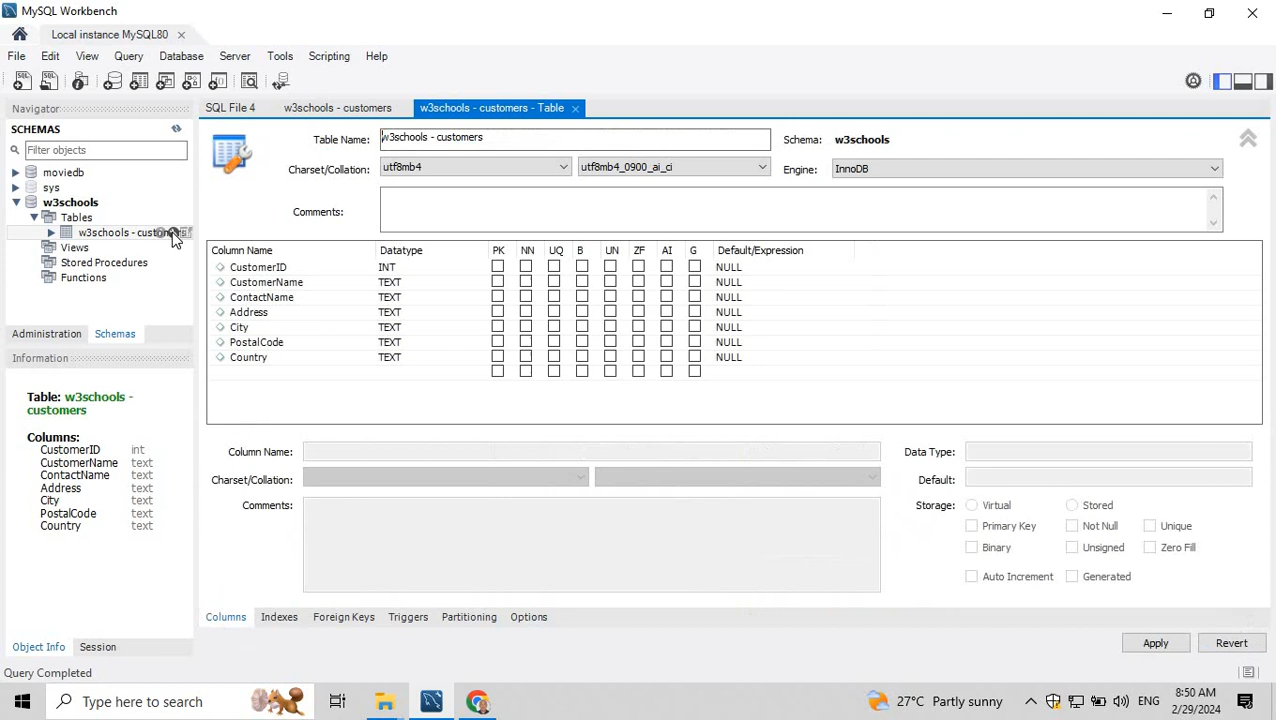 MySQL Workbench
Local instance MySQL80
File Edit View Query Database Server Tools Scripting Help
Navigator
SCHEMAS
Filter objects
moviedb
sys
w3schools
Tables
w3schools - customers
Views
Stored Procedures
Functions
Administration Schemas
Information
Table: w3schools -
customers
Columns:
CustomerID int
CustomerName text
ContactName text
Address text
City text
PostalCode text
Country text
Object Info Session
SQL File 4 w3schools - customers w3schools - customers - Table
Table Name: w3schools - customers Schema: w3schools
Charset/Collation: utf8mb4 utf8mb4_0900_ai_ci Engine: InnoDB
Comments:
Column Name Datatype PK NN UQ B UN ZF AI G Default/Expression
CustomerID INT NULL
CustomerName TEXT NULL
ContactName TEXT NULL
Address TEXT NULL
City TEXT NULL
PostalCode TEXT NULL
Country TEXT NULL
Column Name: Data Type:
Charset/Collation: Default:
Comments: Storage: Virtual Stored
Primary Key Not Null Unique
Binary Unsigned Zero Fill
Auto Increment Generated
Columns Indexes Foreign Keys Triggers Partitioning Options
Apply Revert
Query Completed
Type here to search
27°C Partly sunny
ENG
8:50 AM
2/29/2024